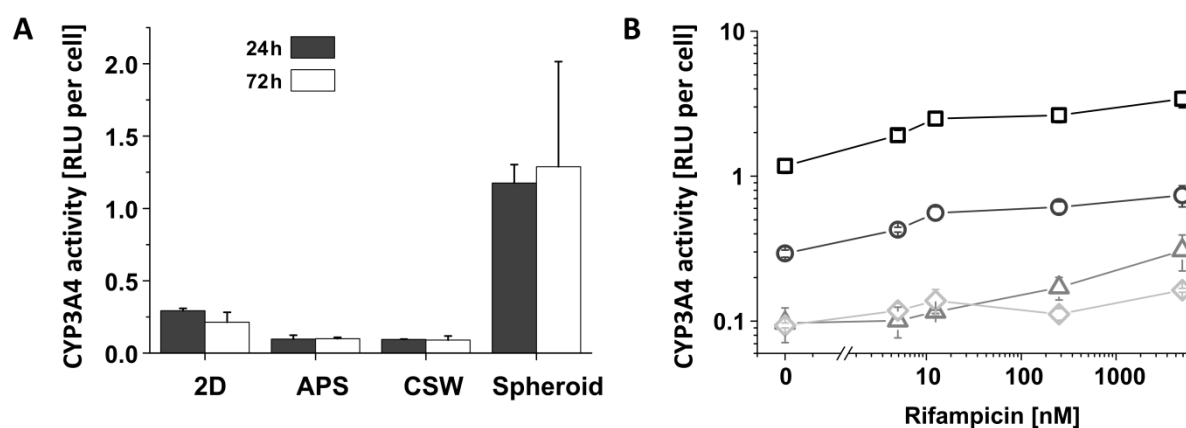 A
CYP3A4 activity [RLU per cell]
2.0
1.5
1.0
0.5
0.0
24h
72h
2D APS CSW Spheroid
B
CYP3A4 activity [RLU per cell]
10
1
0.1
0 10 100 1000
Rifampicin [nM]